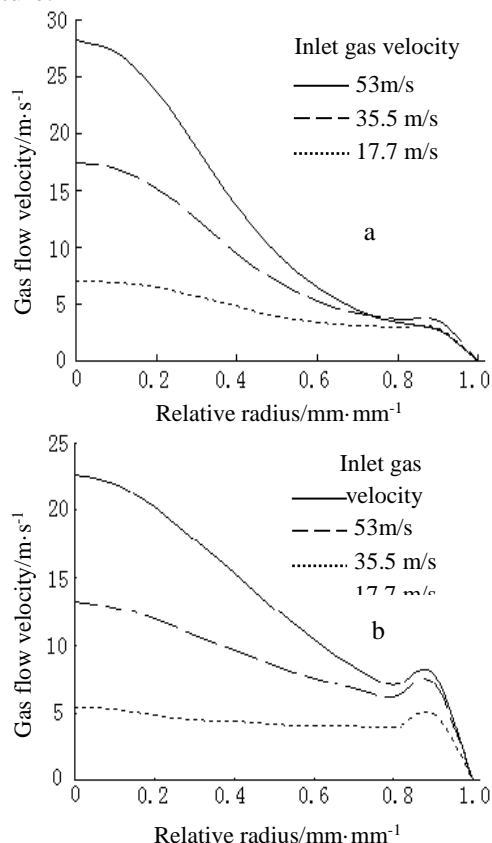 30
25
20
15
10
5
0
Gas flow velocity/m·s⁻¹
Inlet gas velocity
53m/s
35.5 m/s
17.7 m/s
a
0 0.2 0.4 0.6 0.8 1.0
Relative radius/mm·mm⁻¹
25
20
15
10
5
0
Gas flow velocity/m·s⁻¹
Inlet gas
velocity
53m/s
35.5 m/s
17.7 m/s
b
0 0.2 0.4 0.6 0.8 1.0
Relative radius/mm·mm⁻¹